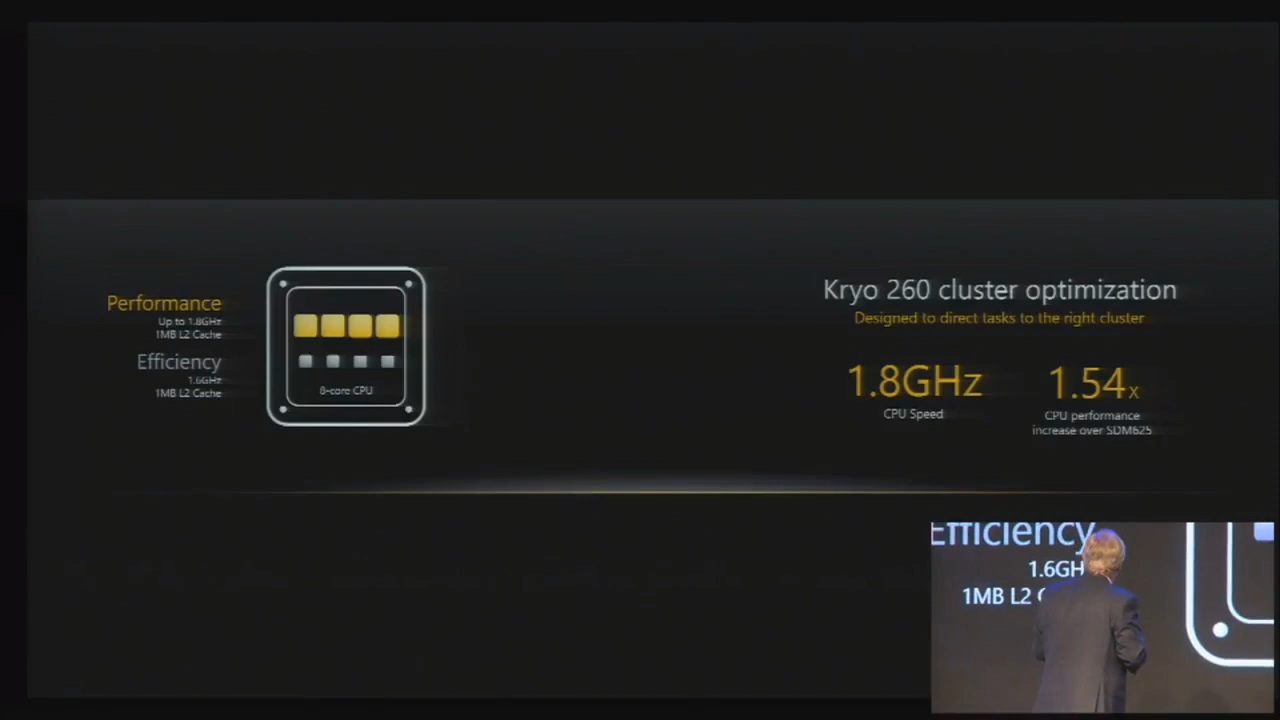 Performance
Up to 1.8GHz
1MB L2 Cache
Efficiency
1.6GHz
1MB L2 Cache
8-core CPU
Kryo 260 cluster optimization
Designed to direct tasks to the right cluster
1.8GHz
CPU Speed
1.54x
CPU performance
increase over SDM625
Efficiency
1.6GH
1MB L2 C